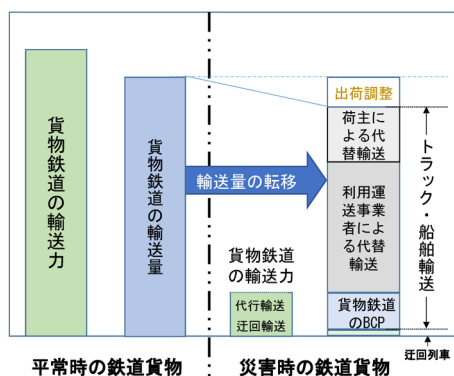 貨物鉄道の輸送力
貨物鉄道の輸送量
輸送量の転移
貨物鉄道
の輸送力
代行輸送
迂回輸送
出荷調整
荷主によ
る代
替輸送
利用運
送事業
者によ
る代替
輸送
貨物鉄道
のBCP
トラック・船舶輸送
迂回列車
平常時の鉄道貨物
災害時の鉄道貨物